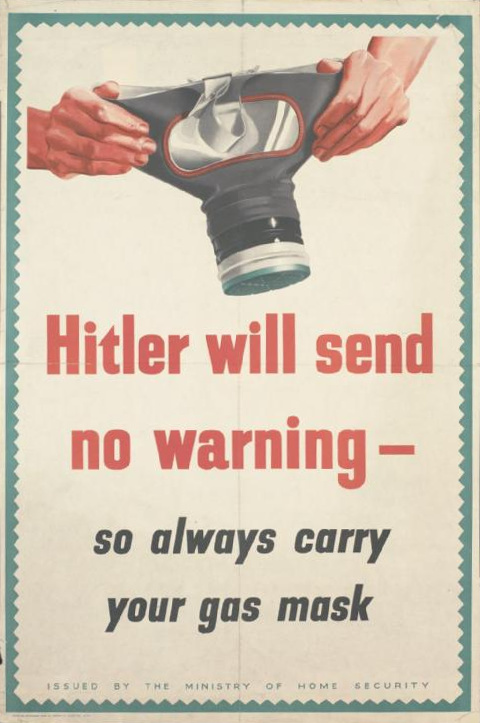 Hitler will send
no warning —
so always carry
your gas mask
ISSUED BY THE MINISTRY OF HOME SECURITY